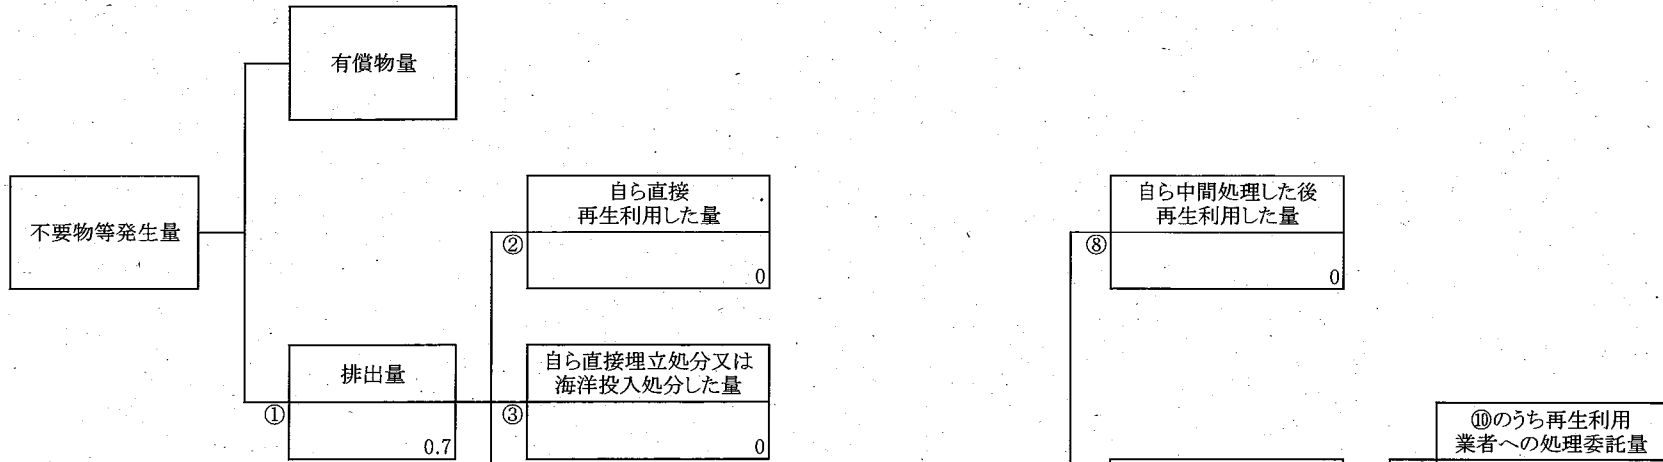 有償物量
不要物等発生量
自ら直接
再生利用した量
②
0
自ら中間処理した後
再生利用した量
⑧
0
排出量
①
0.7
自ら直接埋立処分又は
海洋投入処分した量
③
0
⑩のうち再生利用
業者への処理委託量